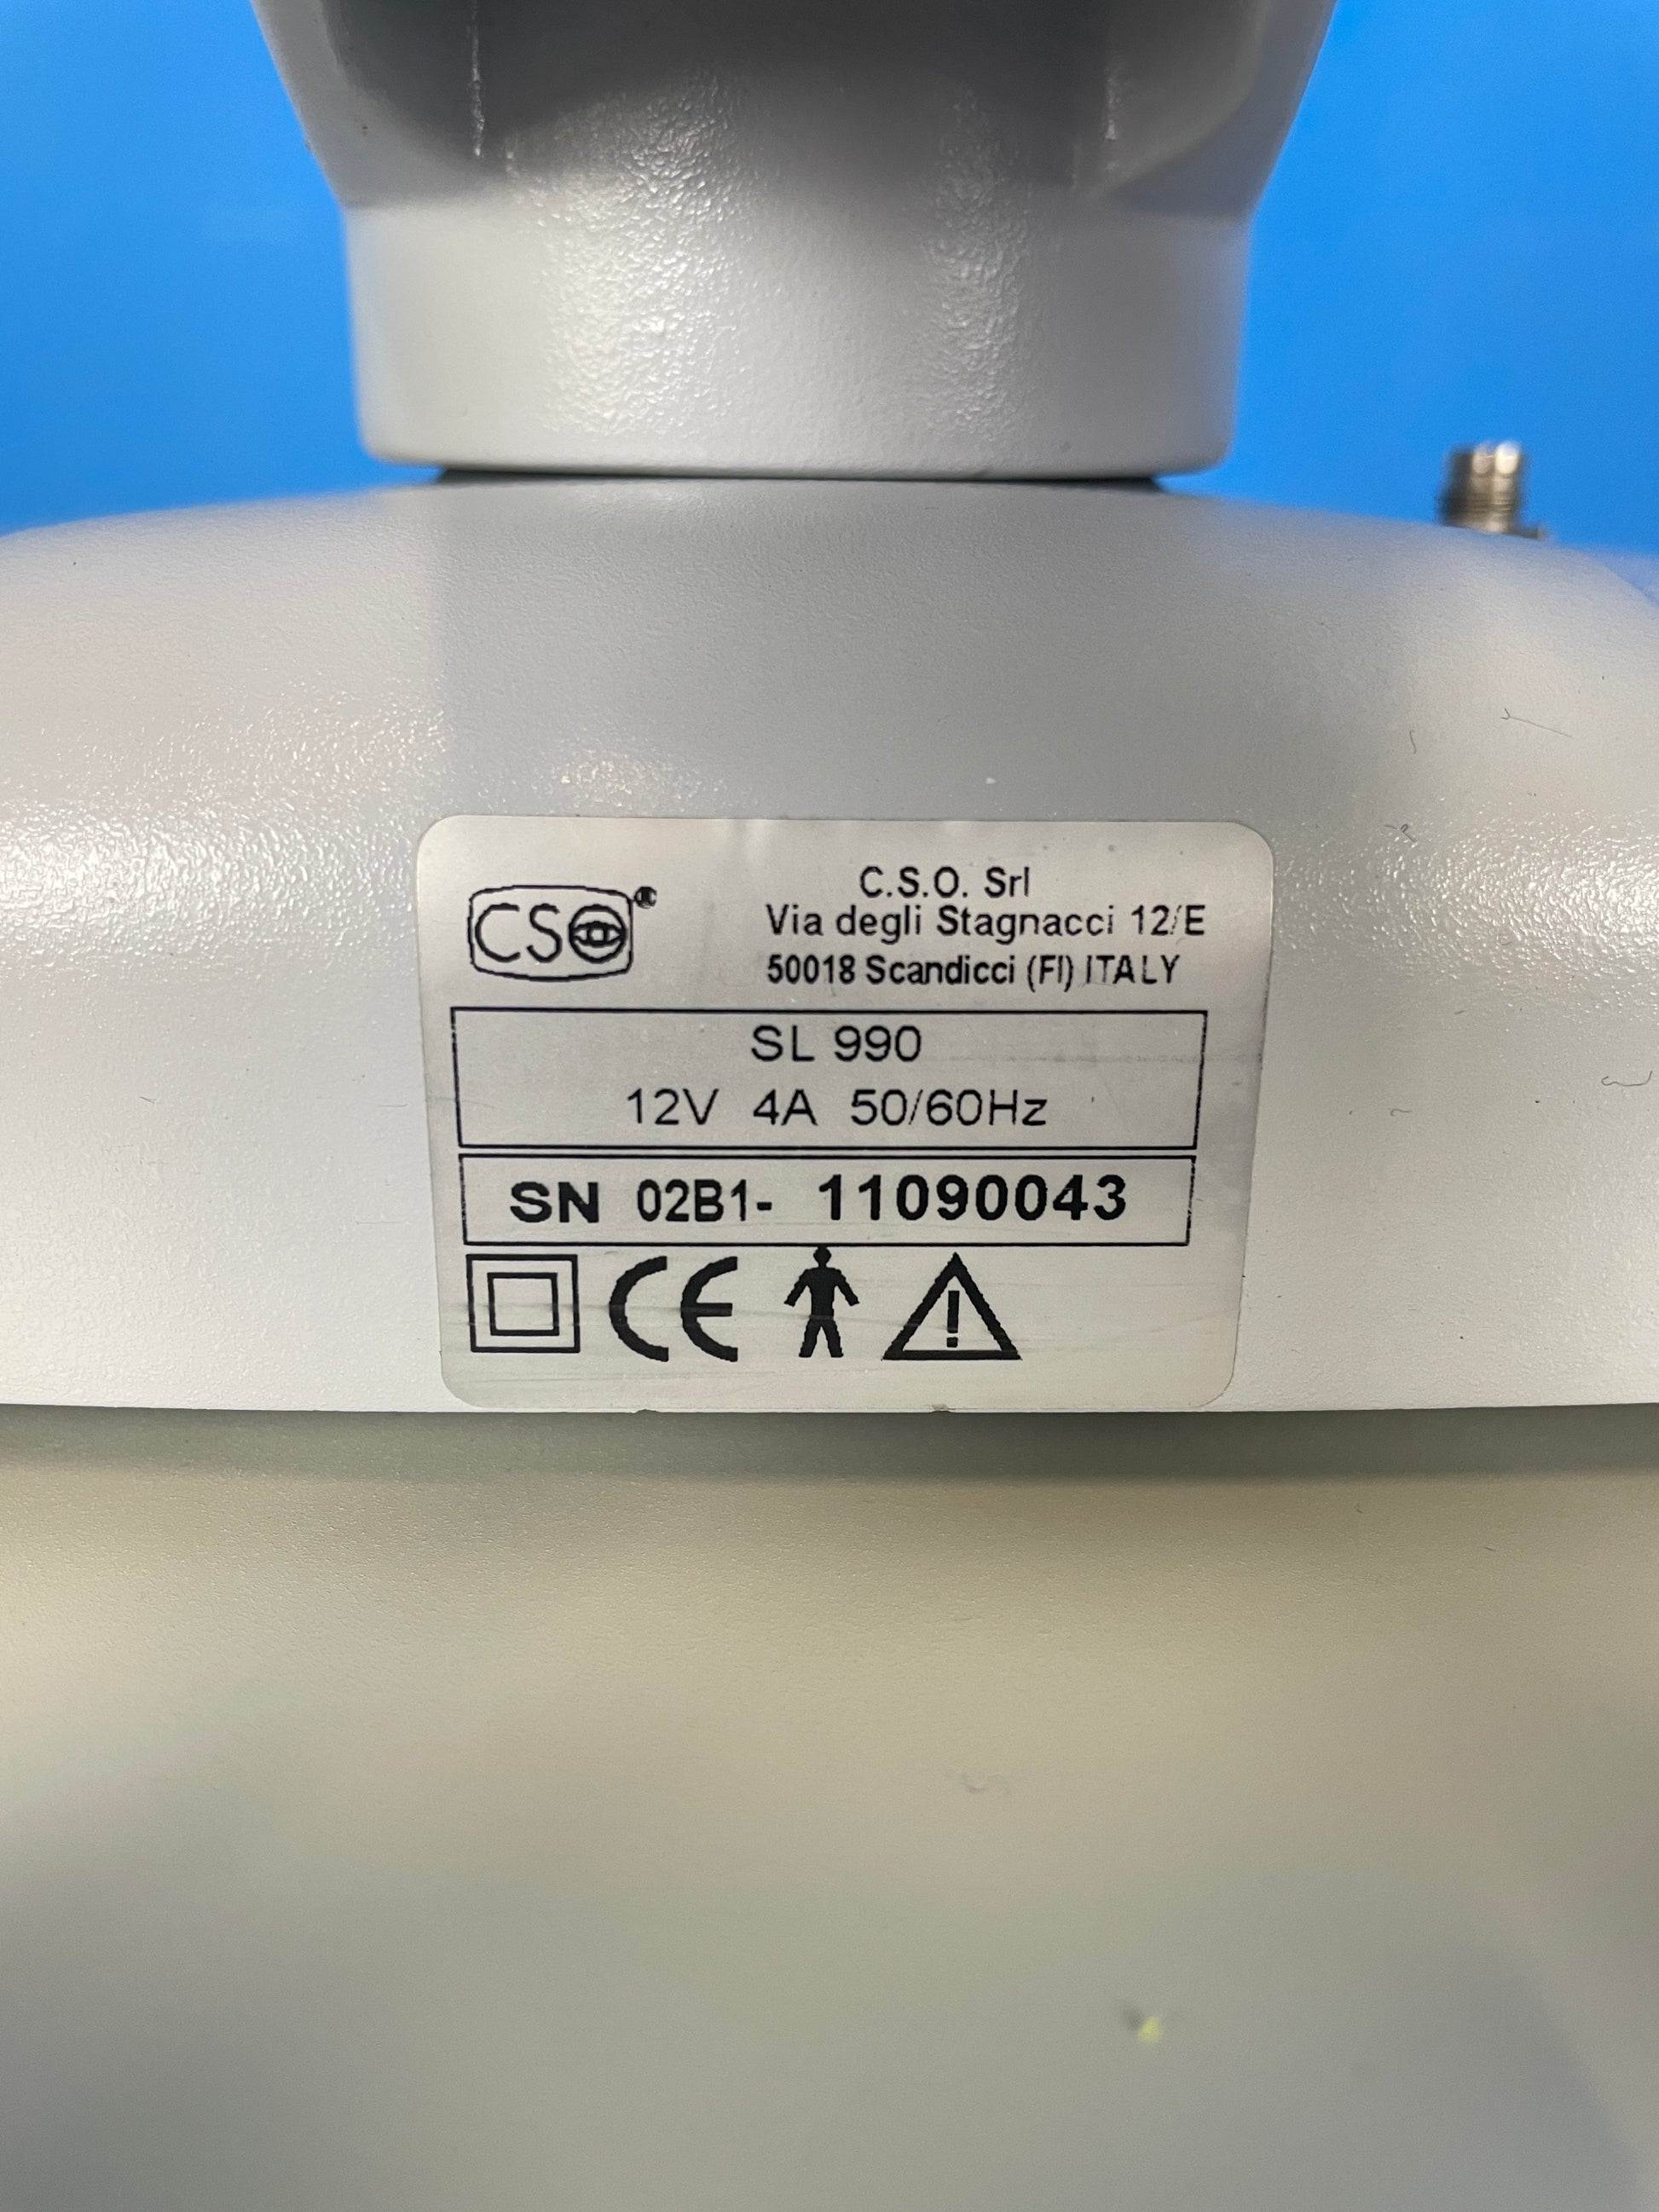 CSO®
C.S.O. Srl
Via degli Stagnacci 12/E
50018 Scandicci (FI) ITALY
SL 990
12V 4A 50/60Hz
SN 02B1- 11090043
CE